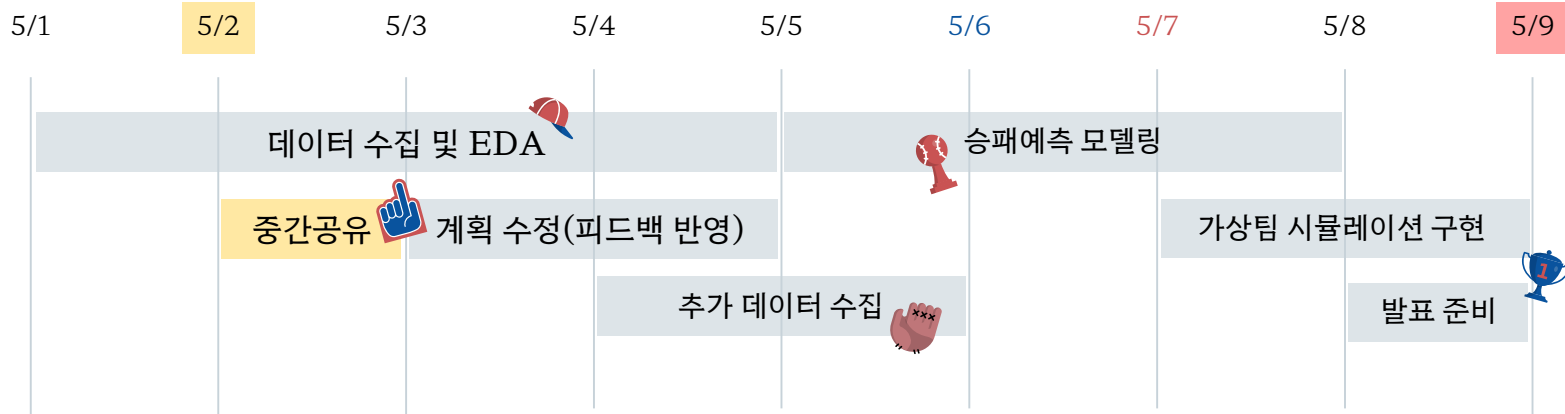 5/1 5/2 5/3 5/4 5/5 5/6 5/7 5/8 5/9
데이터 수집 및 EDA
승패예측 모델링
중간공유
계획 수정(피드백 반영)
가상팀 시뮬레이션 구현
추가 데이터 수집
발표 준비
1